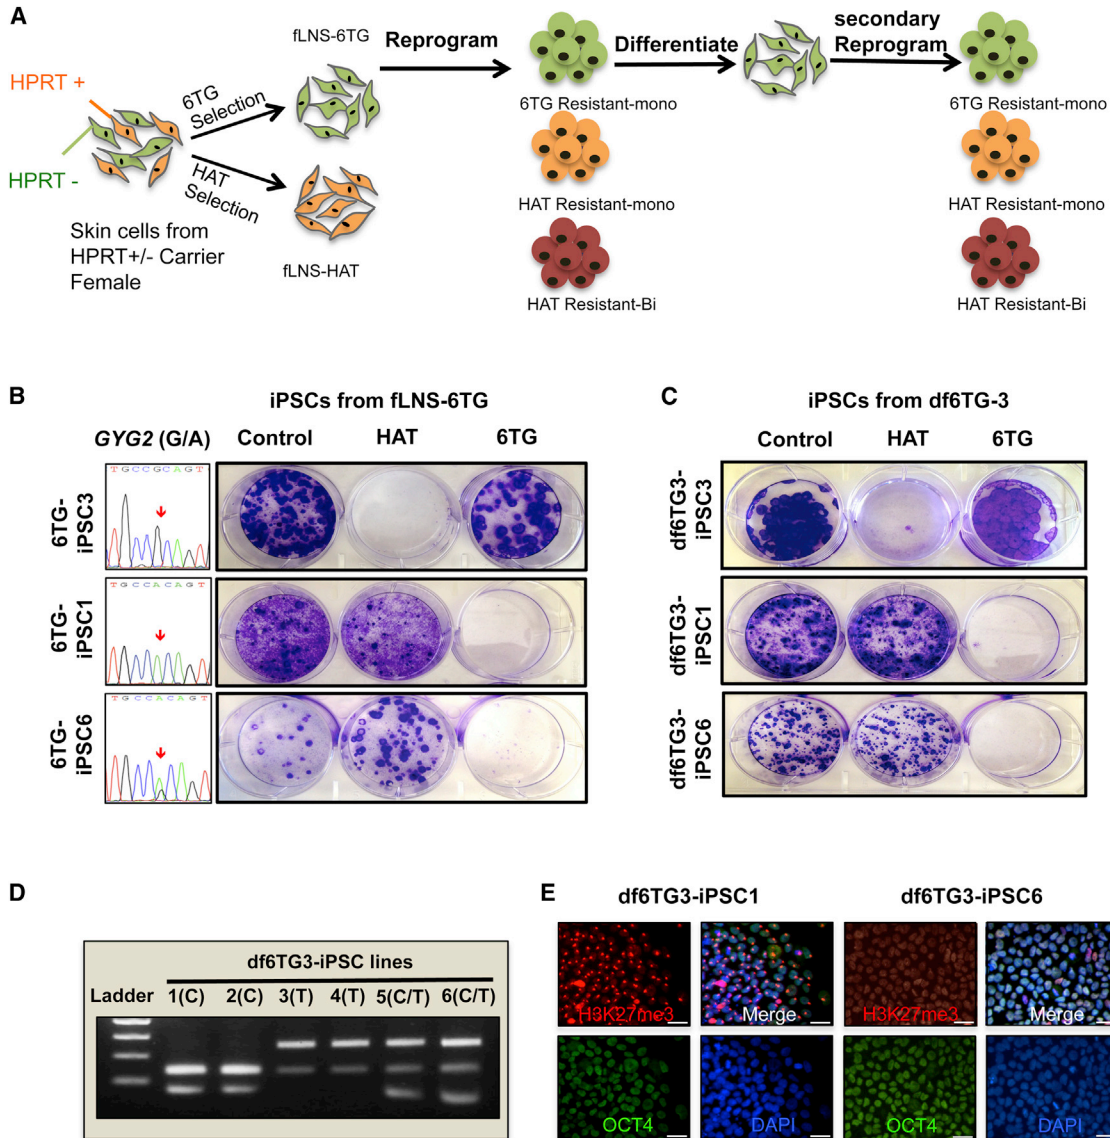 A
HPRT +
HPRT -
6TG
Selection
HAT
Selection
Skin cells from
HPRT+/- Carrier
Female
fLNS-6TG
fLNS-HAT
Reprogram
Differentiate
secondary
Reprogram
6TG Resistant-mono
HAT Resistant-mono
HAT Resistant-Bi
6TG Resistant-mono
HAT Resistant-mono
HAT Resistant-Bi
B
iPSCs from fLNS-6TG
GYG2 (G/A)
Control HAT 6TG
6TG-
iPSC3
T G C C G C A G T
6TG-
iPSC1
T G C C A C A G T
6TG-
iPSC6
T G C C A C A G T
C
iPSCs from df6TG-3
Control HAT 6TG
df6TG3-
iPSC3
df6TG3-
iPSC1
df6TG3-
iPSC6
D
df6TG3-iPSC lines
Ladder 1(C) 2(C) 3(T) 4(T) 5(C/T) 6(C/T)
E
df6TG3-iPSC1 df6TG3-iPSC6
H3K27me3 Merge H3K27me3 Merge
OCT4 DAPI OCT4 DAPI